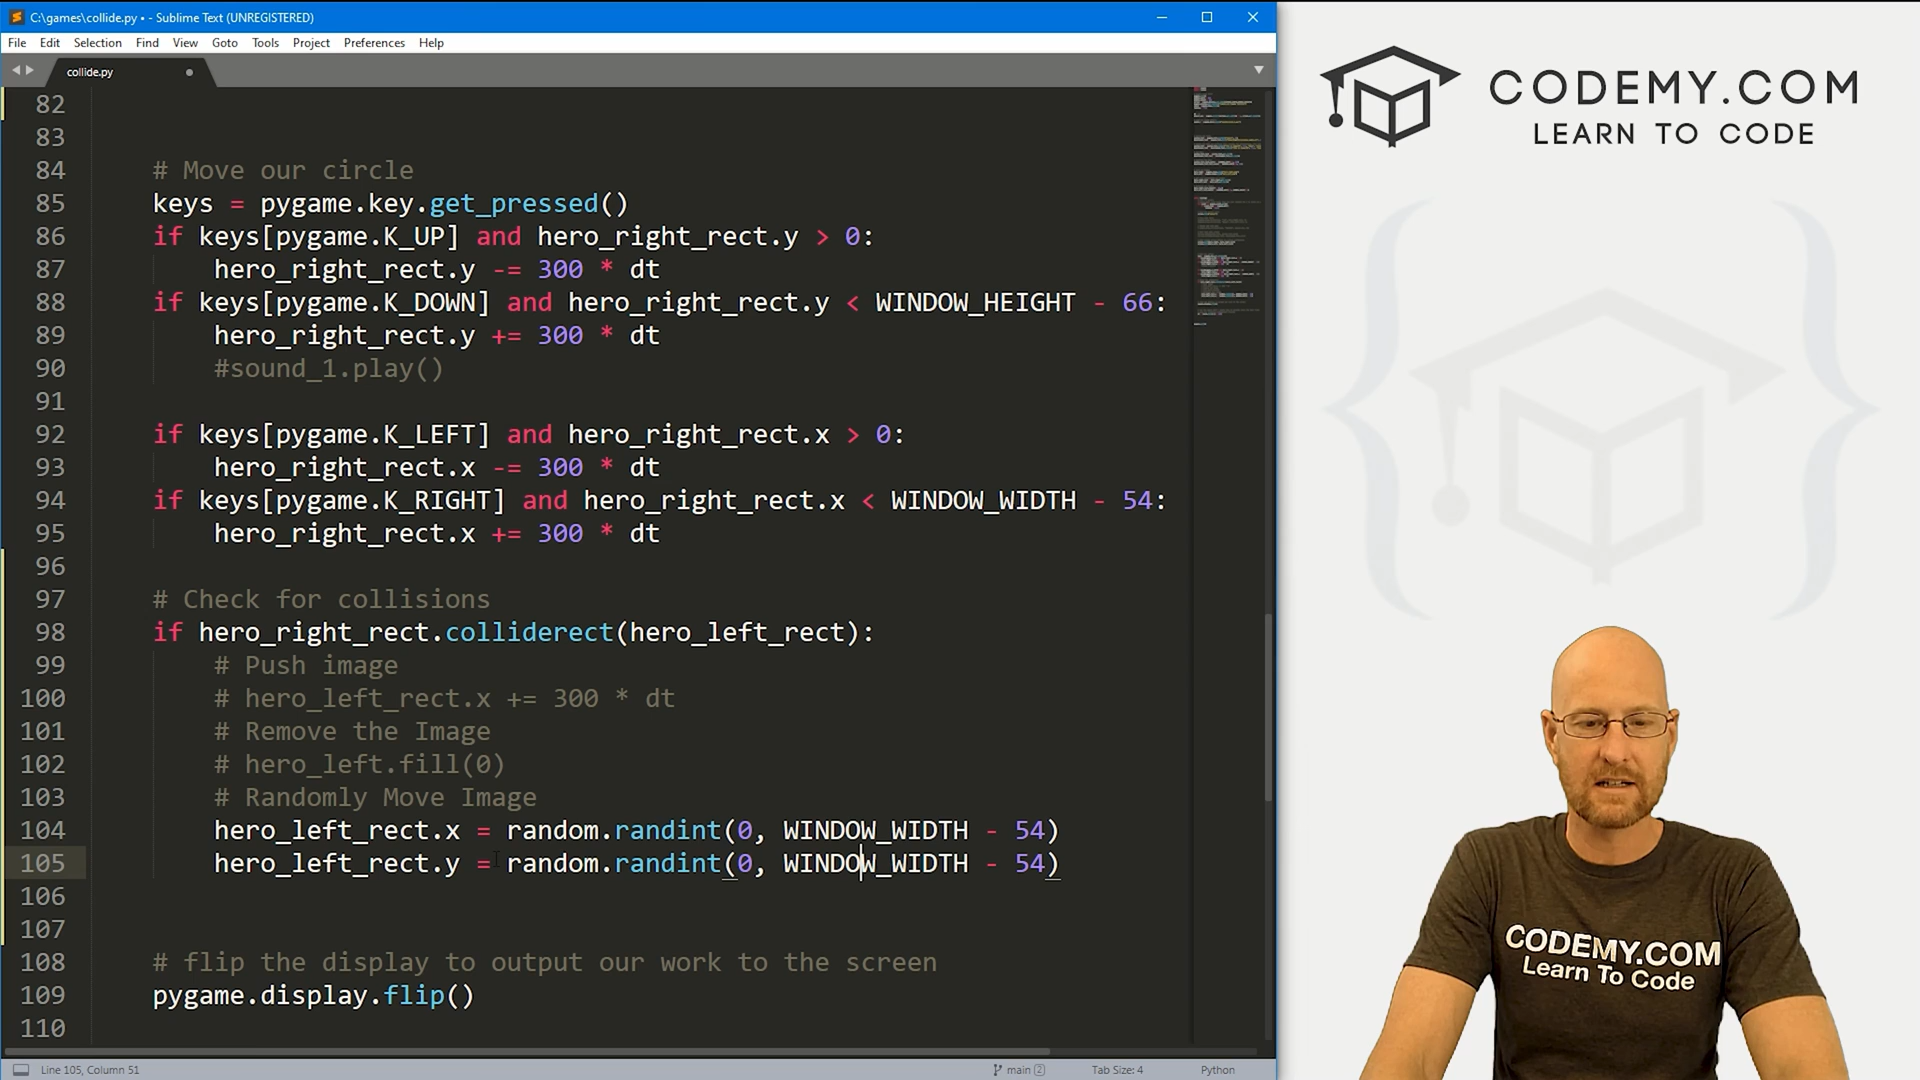 C:\games\collide.py • - Sublime Text (UNREGISTERED)
File Edit Selection Find View Goto Tools Project Preferences Help
collide.py
82
83
84 # Move our circle
85 keys = pygame.key.get_pressed()
86 if keys[pygame.K_UP] and hero_right_rect.y > 0:
87 hero_right_rect.y -= 300 * dt
88 if keys[pygame.K_DOWN] and hero_right_rect.y < WINDOW_HEIGHT - 66:
89 hero_right_rect.y += 300 * dt
90 #sound_1.play()
91
92 if keys[pygame.K_LEFT] and hero_right_rect.x > 0:
93 hero_right_rect.x -= 300 * dt
94 if keys[pygame.K_RIGHT] and hero_right_rect.x < WINDOW_WIDTH - 54:
95 hero_right_rect.x += 300 * dt
96
97 # Check for collisions
98 if hero_right_rect.colliderect(hero_left_rect):
99 # Push image
100 # hero_left_rect.x += 300 * dt
101 # Remove the Image
102 # hero_left.fill(0)
103 # Randomly Move Image
104 hero_left_rect.x = random.randint(0, WINDOW_WIDTH - 54)
105 hero_left_rect.y = random.randint(0, WINDOW_WIDTH - 54)
106
107
108 # flip the display to output our work to the screen
109 pygame.display.flip()
110
Line 105, Column 51 main 2 Tab Size: 4 Python
CODEMY.COM
LEARN TO CODE
CODEMY.COM
Learn To Code